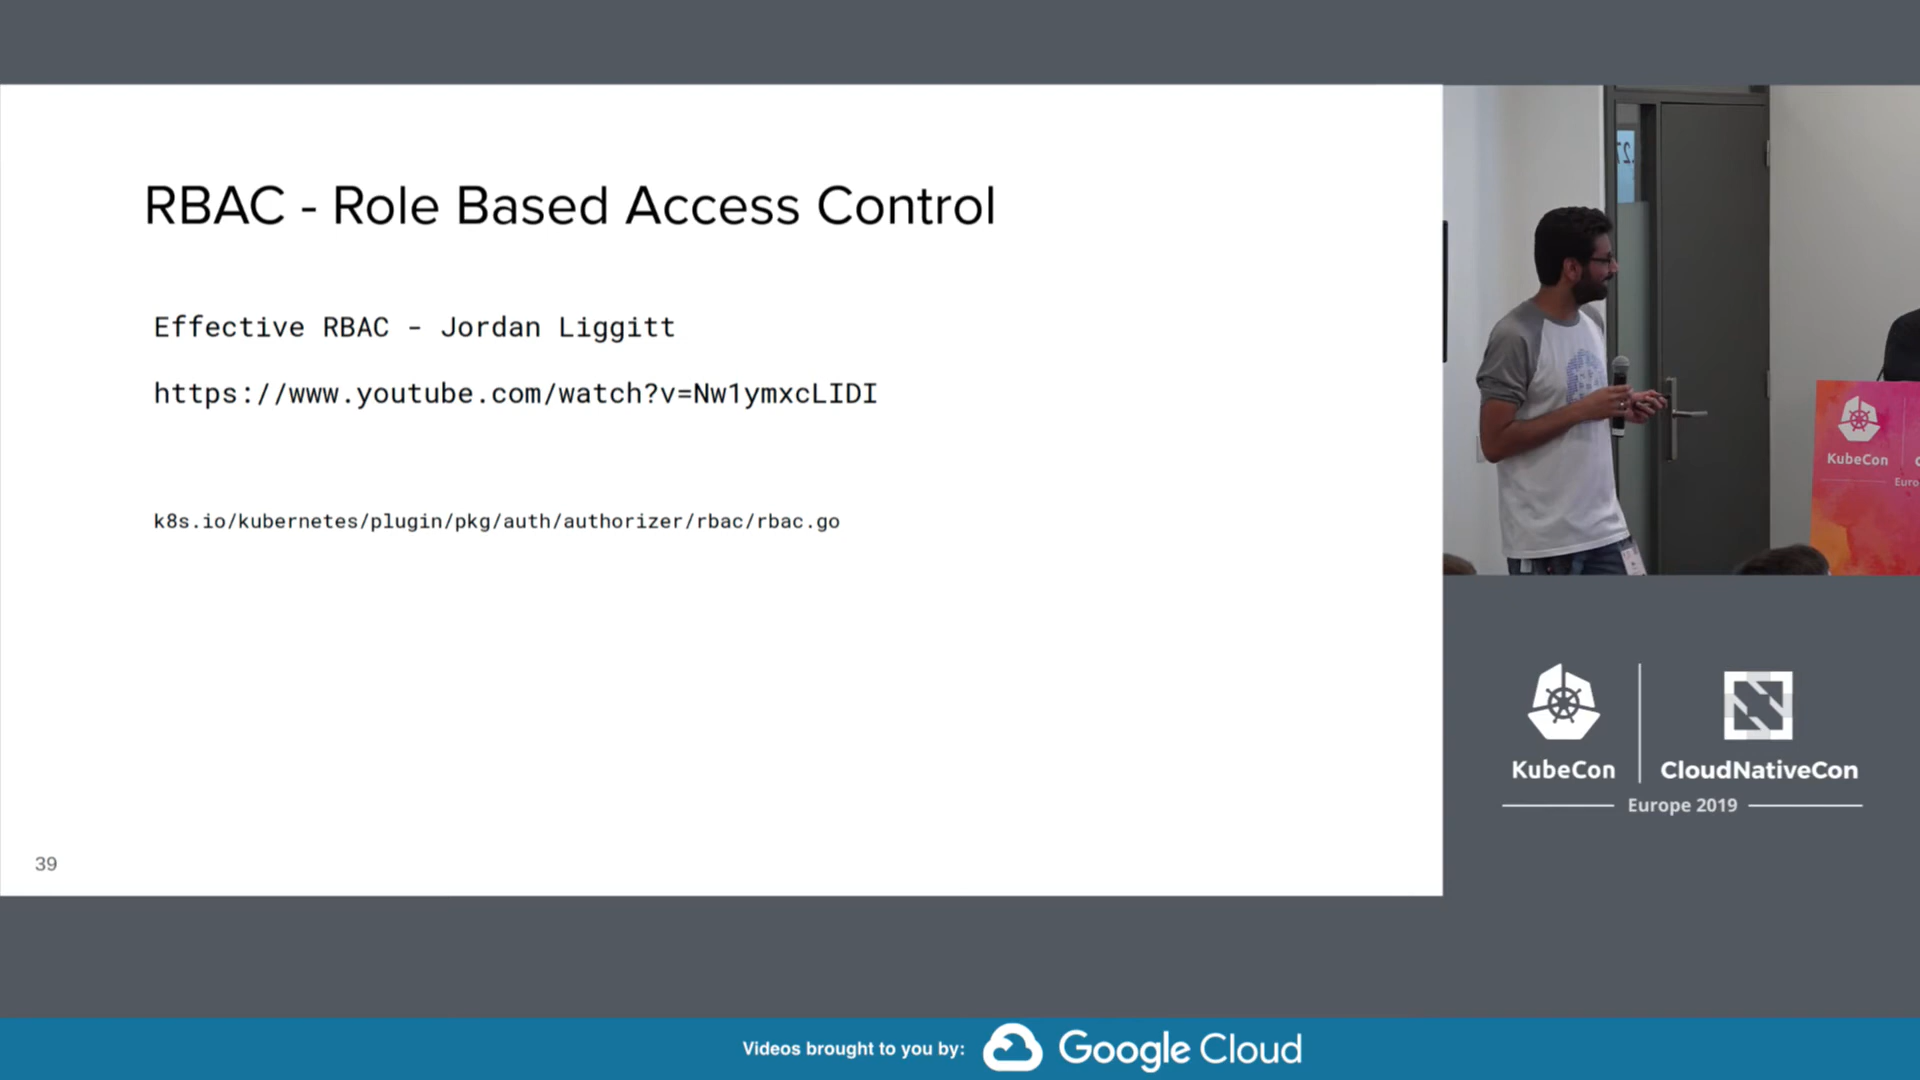 RBAC - Role Based Access Control
Effective RBAC - Jordan Liggitt
https://www.youtube.com/watch?v=Nw1ymxcLIDI
k8s.io/kubernetes/plugin/pkg/auth/authorizer/rbac/rbac.go
39
KubeCon
Euro
KubeCon
CloudNativeCon
Europe 2019
Videos brought to you by:
Google Cloud